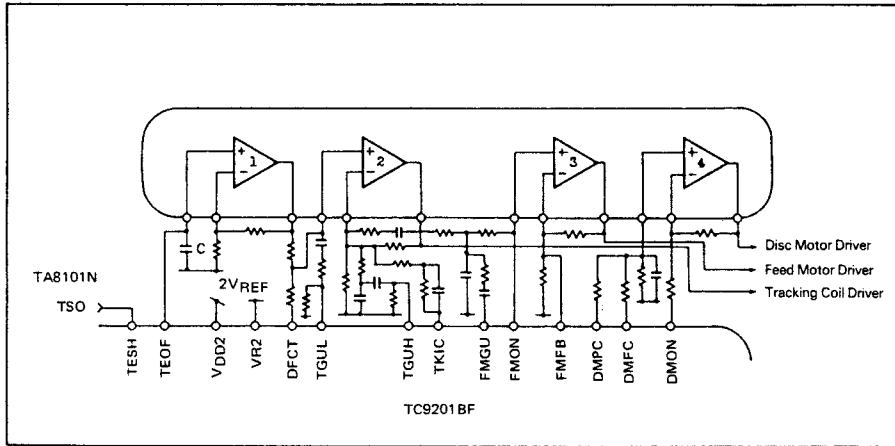 +
-
1
+
-
2
+
-
3
+
-
4
C
Disc Motor Driver
Feed Motor Driver
Tracking Coil Driver
TA8101N
TSO
2VREF
TESH
TEOF
VDD2
VR2
DFCT
TGUL
TGUH
TKIC
FMGU
FMON
FMFB
DMPC
DMFC
DMON
TC9201BF